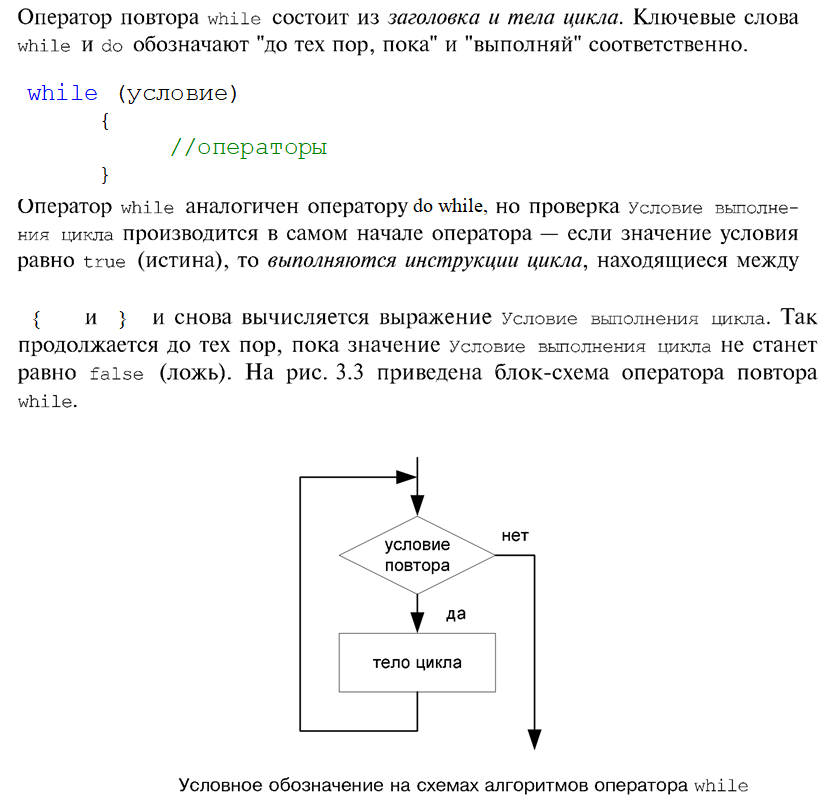 Оператор повтора while состоит из заголовка и тела цикла. Ключевые слова
while и do обозначают "до тех пор, пока" и "выполняй" соответственно.
while (условие)
{
//операторы
}
Оператор while аналогичен оператору do while, но проверка Условие выполне-
ния цикла производится в самом начале оператора — если значение условия
равно true (истина), то выполняются инструкции цикла, находящиеся между
{ и } и снова вычисляется выражение Условие выполнения цикла. Так
продолжается до тех пор, пока значение Условие выполнения цикла не станет
равно false (ложь). На рис. 3.3 приведена блок-схема оператора повтора
while.
условие
повтора
нет
да
тело цикла
Условное обозначение на схемах алгоритмов оператора while